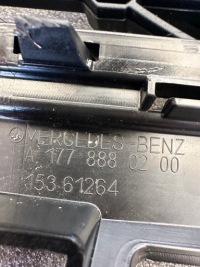 MERCEDES-BENZ
A 177 888 02 00
153 61264